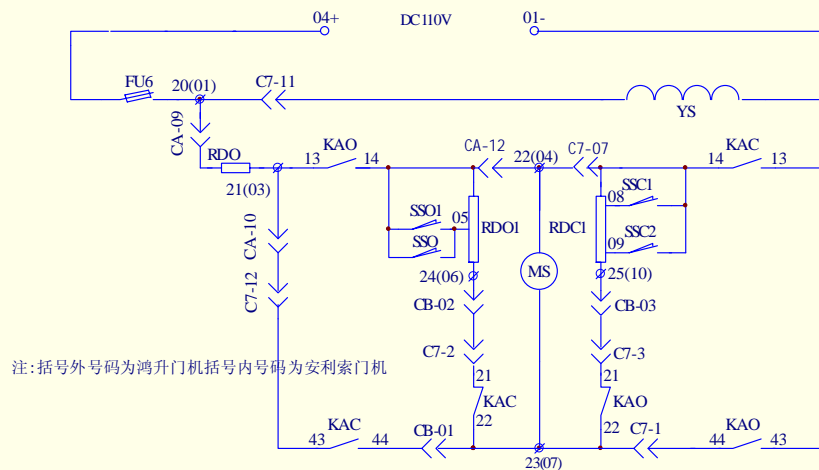 04+ DC110V 01-
FU6 20(01) C7-11
YS
CA-09
RDO 13 KAO 14 CA-12 22(04) C7-07 14 KAC 13
21(03)
SSO1 05 RDO1 RDC1 08 SSC1
SSO 09 SSC2
CA-10
24(06) MS 25(10)
C7-12 CB-02 CB-03
C7-2 C7-3
注:括号外号码为鸿升门机括号内号码为安利索门机
21 21
KAC KAO
22 22
43 KAC 44 CB-01 C7-1 44 KAO 43
23(07)